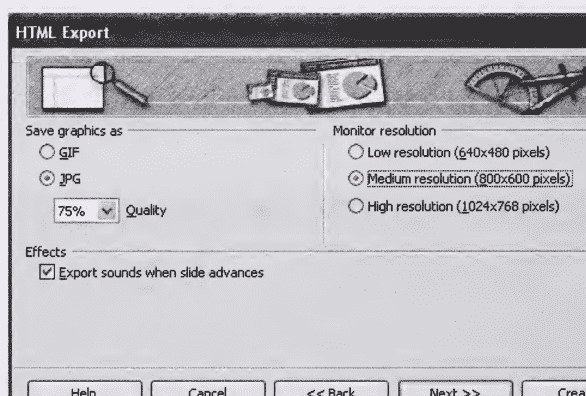 HTML Export
Save graphics as
GIF
JPG
75%
Quality
Monitor resolution
Low resolution (640x480 pixels)
Medium resolution (800x600 pixels)
High resolution (1024x768 pixels)
Effects
Export sounds when slide advances
Help
Cancel
<< Back
Next >>
Crea